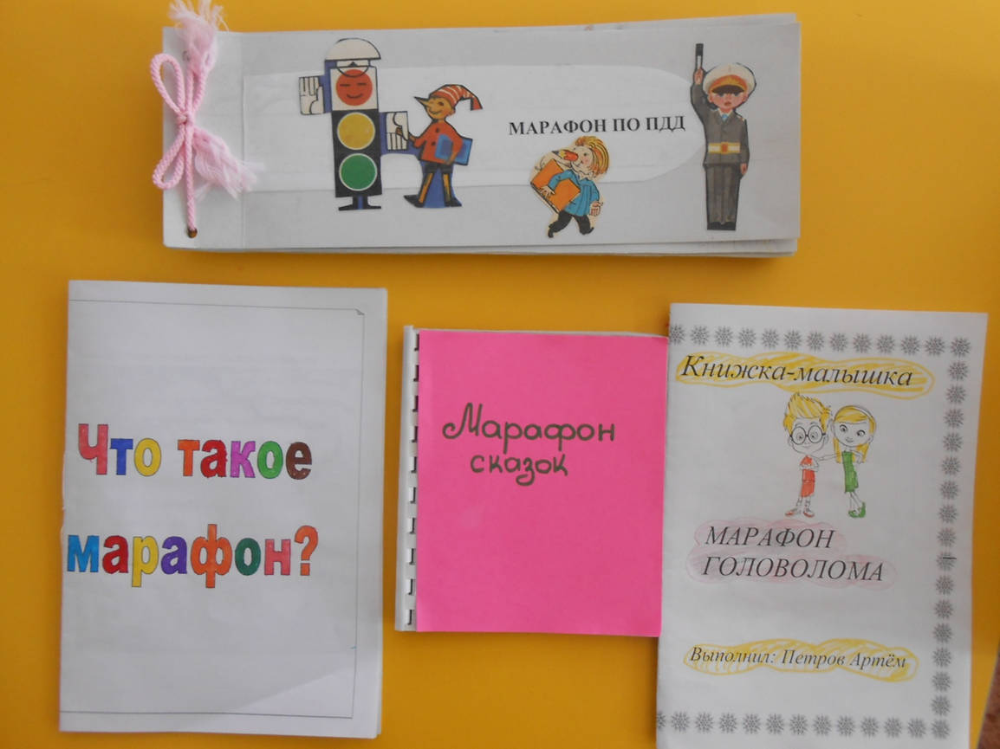 МАРАФОН ПО ПДД
Что такое
марафон?
Марафон
сказок
Книжка-малышка
МАРАФОН
ГОЛОВОЛОМА
Выполнил: Петров Артём